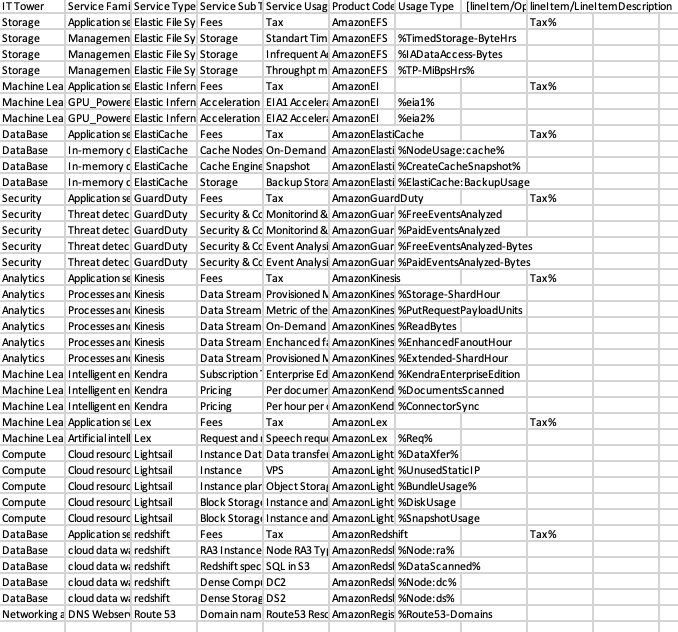 IT Tower Service Fami Service Type Service Sub T Service Usag Product Code Usage Type [lineItem/Op lineItem/LineItemDescription
Storage Application se Elastic File Sy Fees Tax AmazonEFS Tax%
Storage Managemen Elastic File Sy Storage Standart Tim AmazonEFS %TimedStorage-ByteHrs
Storage Managemen Elastic File Sy Storage Infrequent Ac AmazonEFS %IADataAccess-Bytes
Storage Managemen Elastic File Sy Storage Throughpt m AmazonEFS %TP-MiBpsHrs%
Machine Lea Application se Elastic Infern Fees Tax AmazonEI Tax%
Machine Lea GPU_Powere Elastic Infern Acceleration EIA1 Accelera AmazonEI %eia1%
Machine Lea GPU_Powere Elastic Infern Acceleration EIA2 Accelera AmazonEI %eia2%
DataBase Application se ElastiCache Fees Tax AmazonElastiCache Tax%
DataBase In-memory c ElastiCache Cache Nodes On-Demand AmazonElasti %NodeUsage:cache%
DataBase In-memory c ElastiCache Cache Engine Snapshot AmazonElasti %CreateCacheSnapshot%
DataBase In-memory c ElastiCache Storage Backup Stora AmazonElasti %ElastiCache:BackupUsage
Security Application se GuardDuty Fees Tax AmazonGuardDuty Tax%
Security Threat detec GuardDuty Security & Co Monitorind & AmazonGuar %FreeEventsAnalyzed
Security Threat detec GuardDuty Security & Co Monitorind & AmazonGuar %PaidEventsAnalyzed
Security Threat detec GuardDuty Security & Co Event Analysi AmazonGuar %FreeEventsAnalyzed-Bytes
Security Threat detec GuardDuty Security & Co Event Analysi AmazonGuar %PaidEventsAnalyzed-Bytes
Analytics Application se Kinesis Fees Tax AmazonKinesis Tax%
Analytics Processes and Kinesis Data Stream Provisioned M AmazonKines %Storage-ShardHour
Analytics Processes and Kinesis Data Stream Metric of the AmazonKines %PutRequestPayloadUnits
Analytics Processes and Kinesis Data Stream On-Demand AmazonKines %ReadBytes
Analytics Processes and Kinesis Data Stream Enchanced fa AmazonKines %EnhancedFanoutHour
Analytics Processes and Kinesis Data Stream Provisioned M AmazonKines %Extended-ShardHour
Machine Lea Intelligent en Kendra Subscription T Enterprise Ed AmazonKend %KendraEnterpriseEdition
Machine Lea Intelligent en Kendra Pricing Per documen AmazonKend %DocumentsScanned
Machine Lea Intelligent en Kendra Pricing Per hour per c AmazonKend %ConnectorSync
Machine Lea Application se Lex Fees Tax AmazonLex Tax%
Machine Lea Artificial intell Lex Request and r Speech reque AmazonLex %Req%
Compute Cloud resourc Lightsail Instance Dat Data transfer AmazonLight %DataXfer%
Compute Cloud resourc Lightsail Instance VPS AmazonLight %UnusedStaticIP
Compute Cloud resourc Lightsail Instance plan Object Storag AmazonLight %BundleUsage%
Compute Cloud resourc Lightsail Block Storage Instance and AmazonLight %DiskUsage
Compute Cloud resourc Lightsail Block Storage Instance and AmazonLight %SnapshotUsage
DataBase Application se redshift Fees Tax AmazonRedshift Tax%
DataBase cloud data wa redshift RA3 Instance Node RA3 Typ AmazonRedsl %Node:ra%
DataBase cloud data wa redshift Redshift spec SQL in S3 AmazonRedsl %DataScanned%
DataBase cloud data wa redshift Dense Compu DC2 AmazonRedsl %Node:dc%
DataBase cloud data wa redshift Dense Storag DS2 AmazonRedsl %Node:ds%
Networking a DNS Webserv Route 53 Domain nam Route53 Reso AmazonRegis %Route53-Domains